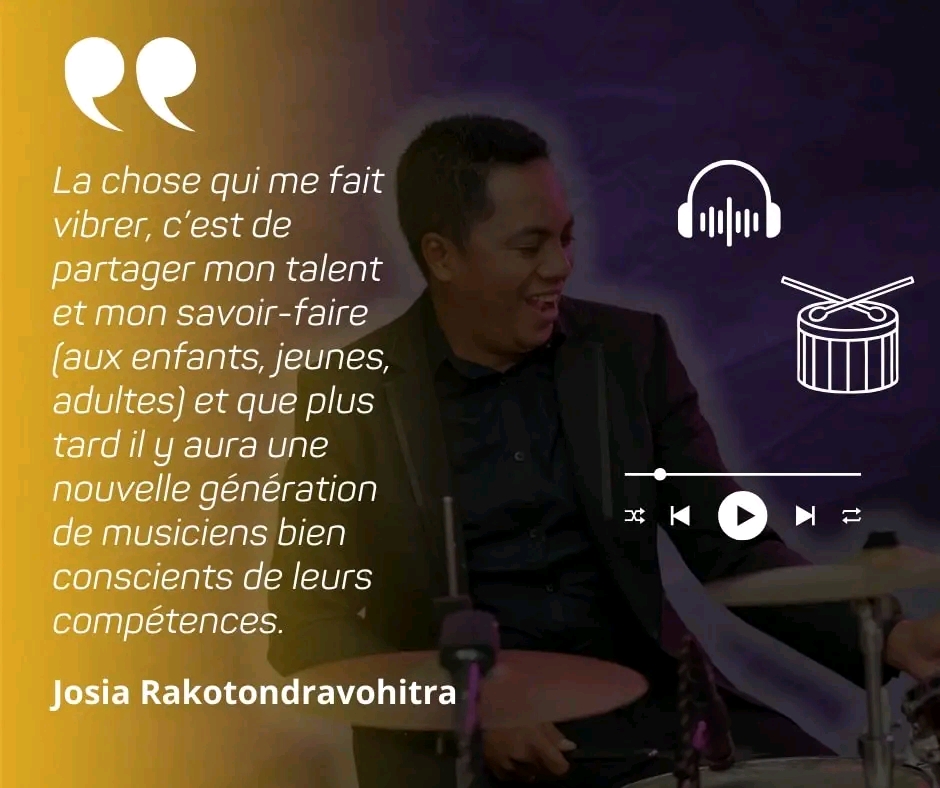 La chose qui me fait
vibrer, c’est de
partager mon talent
et mon savoir-faire
(aux enfants, jeunes,
adultes) et que plus
tard il y aura une
nouvelle génération
de musiciens bien
conscients de leurs
compétences.
Josia Rakotondravohitra